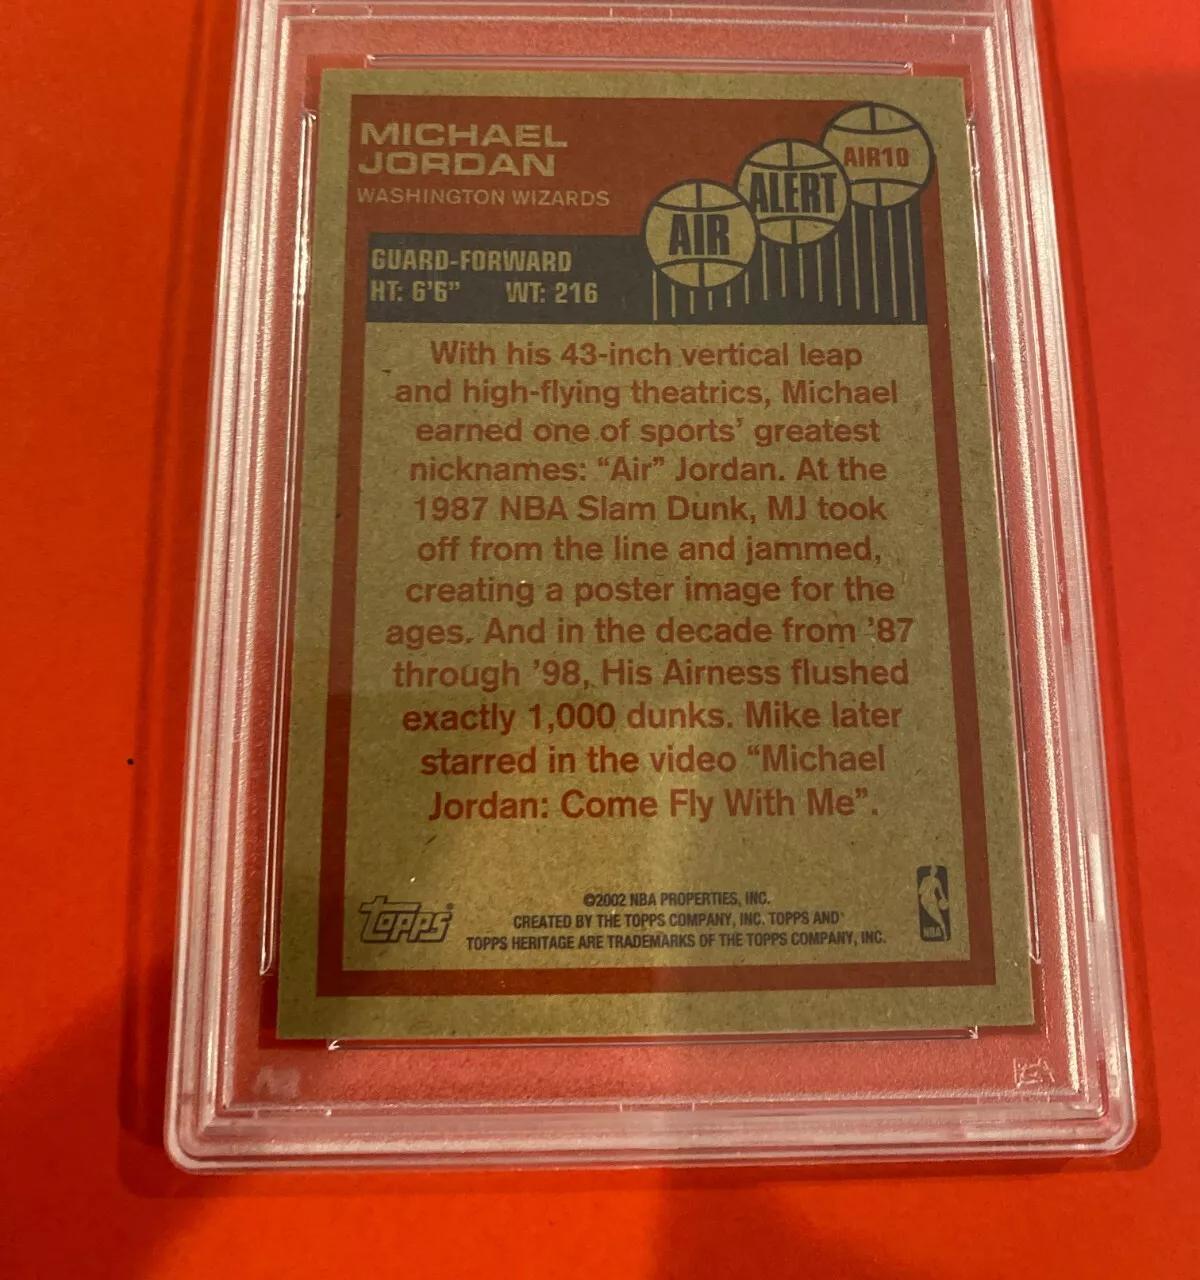 MICHAEL
JORDAN
WASHINGTON WIZARDS
AIR
ALERT
AIR10
GUARD-FORWARD
HT: 6'6” WT: 216
With his 43-inch vertical leap
and high-flying theatrics, Michael
earned one of sports’ greatest
nicknames: “Air” Jordan. At the
1987 NBA Slam Dunk, MJ took
off from the line and jammed,
creating a poster image for the
ages. And in the decade from ’87
through ’98, His Airness flushed
exactly 1,000 dunks. Mike later
starred in the video “Michael
Jordan: Come Fly With Me”.
©2002 NBA PROPERTIES, INC.
CREATED BY THE TOPPS COMPANY, INC. TOPPS AND
TOPPS HERITAGE ARE TRADEMARKS OF THE TOPPS COMPANY, INC.
TOPPS®
NBA